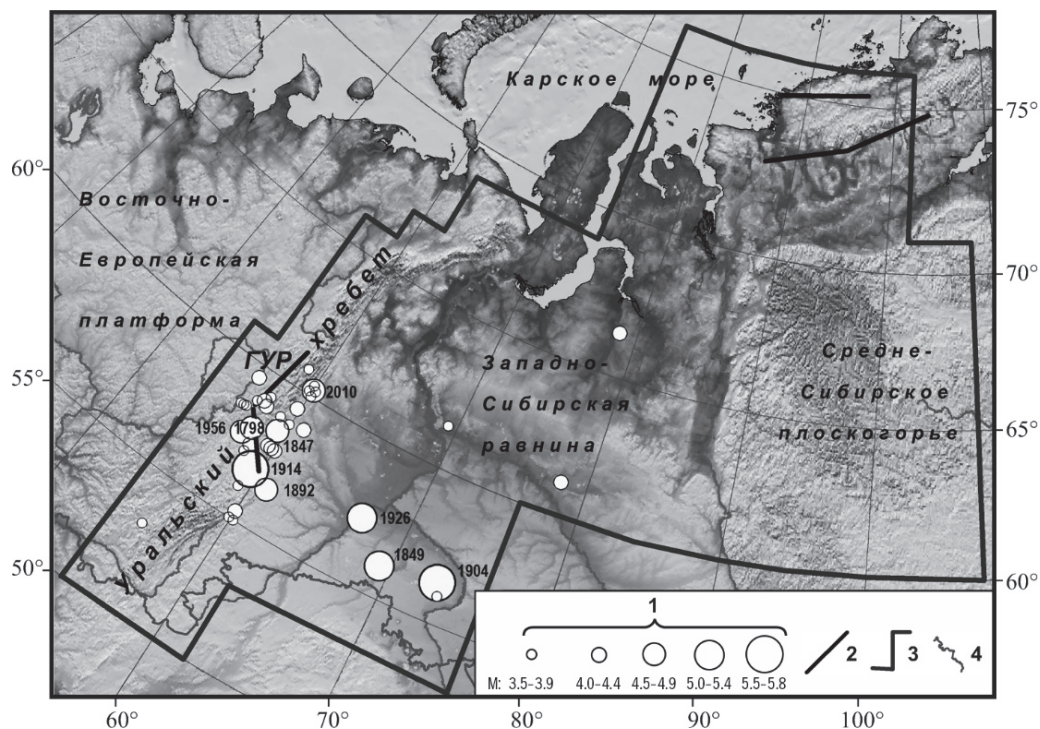 Карское море
75°
60°
Восточно-
Европейская
платформа
70°
хребет
ГУР
Западно-
Сибирская
равнина
Средне-
Сибирское
плоскогорье
55°
2010
1956
1798
1847
65°
1914
1892
Уральский
1926
1849
1904
50°
60°
1
2
3
4
М: 3.5–3.9 4.0–4.4 4.5–4.9 5.0–5.4 5.5–5.8
60° 70° 80° 90° 100°